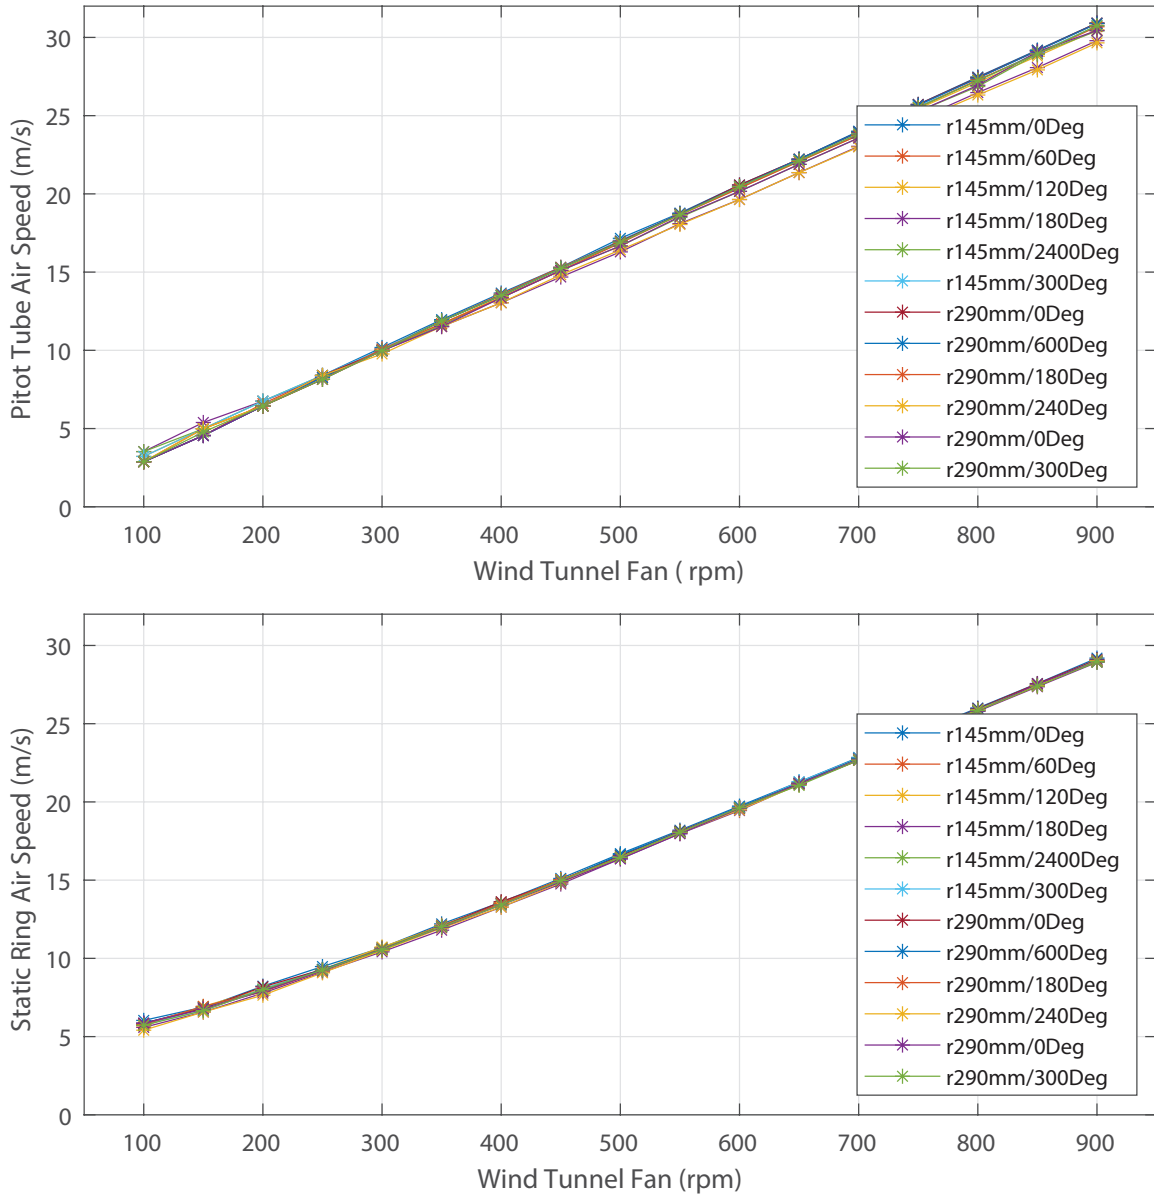 30
25
20
15
10
5
0
Pitot Tube Air Speed (m/s)
r145mm/0Deg
r145mm/60Deg
r145mm/120Deg
r145mm/180Deg
r145mm/2400Deg
r145mm/300Deg
r290mm/0Deg
r290mm/600Deg
r290mm/180Deg
r290mm/240Deg
r290mm/0Deg
r290mm/300Deg
100 200 300 400 500 600 700 800 900
Wind Tunnel Fan ( rpm)
30
25
20
15
10
5
0
Static Ring Air Speed (m/s)
r145mm/0Deg
r145mm/60Deg
r145mm/120Deg
r145mm/180Deg
r145mm/2400Deg
r145mm/300Deg
r290mm/0Deg
r290mm/600Deg
r290mm/180Deg
r290mm/240Deg
r290mm/0Deg
r290mm/300Deg
100 200 300 400 500 600 700 800 900
Wind Tunnel Fan (rpm)